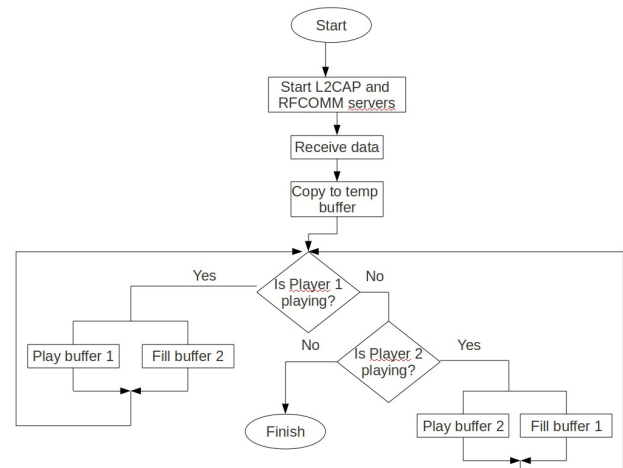 Start
Start L2CAP and
RFCOMM servers
Receive data
Copy to temp
buffer
Yes
Is Player 1
playing?
No
Play buffer 1
Fill buffer 2
No
Is Player 2
playing?
Yes
Finish
Play buffer 2
Fill buffer 1